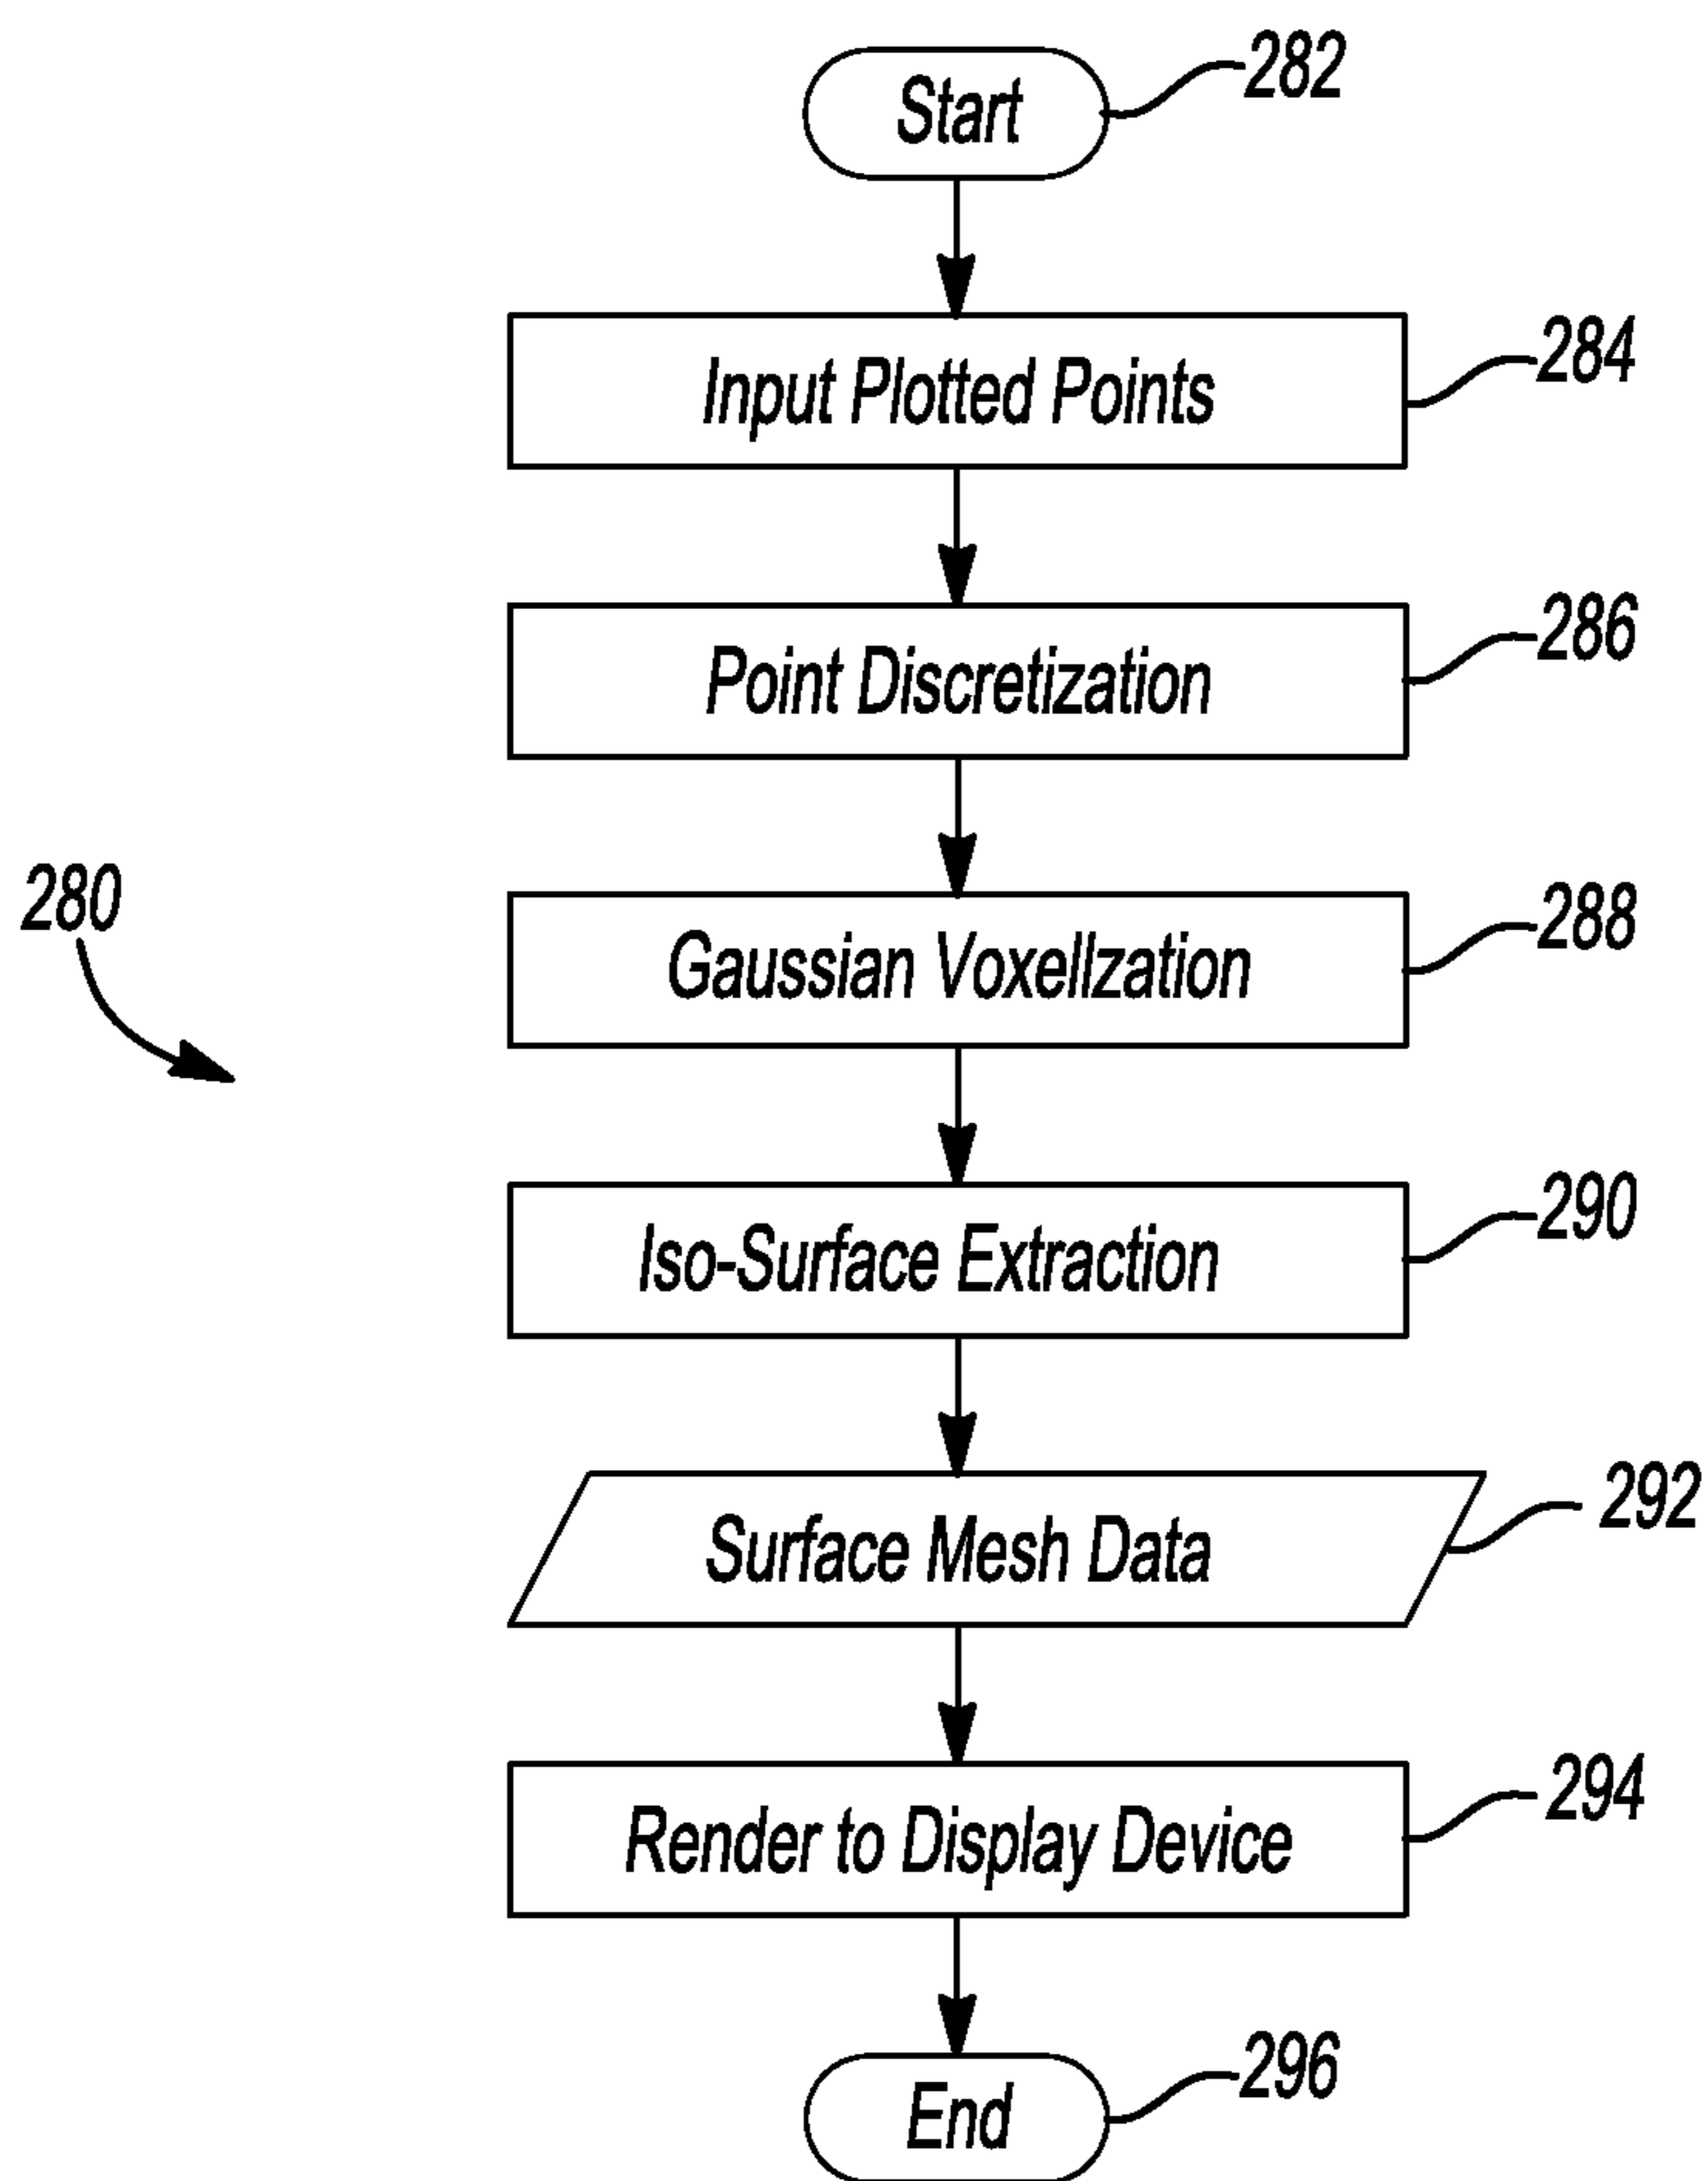 Start
282
Input Plotted Points
284
Point Discretization
286
280
Gaussian Voxellzation
288
Iso-Surface Extraction
290
Surface Mesh Data
292
Render to Display Device
294
End
296